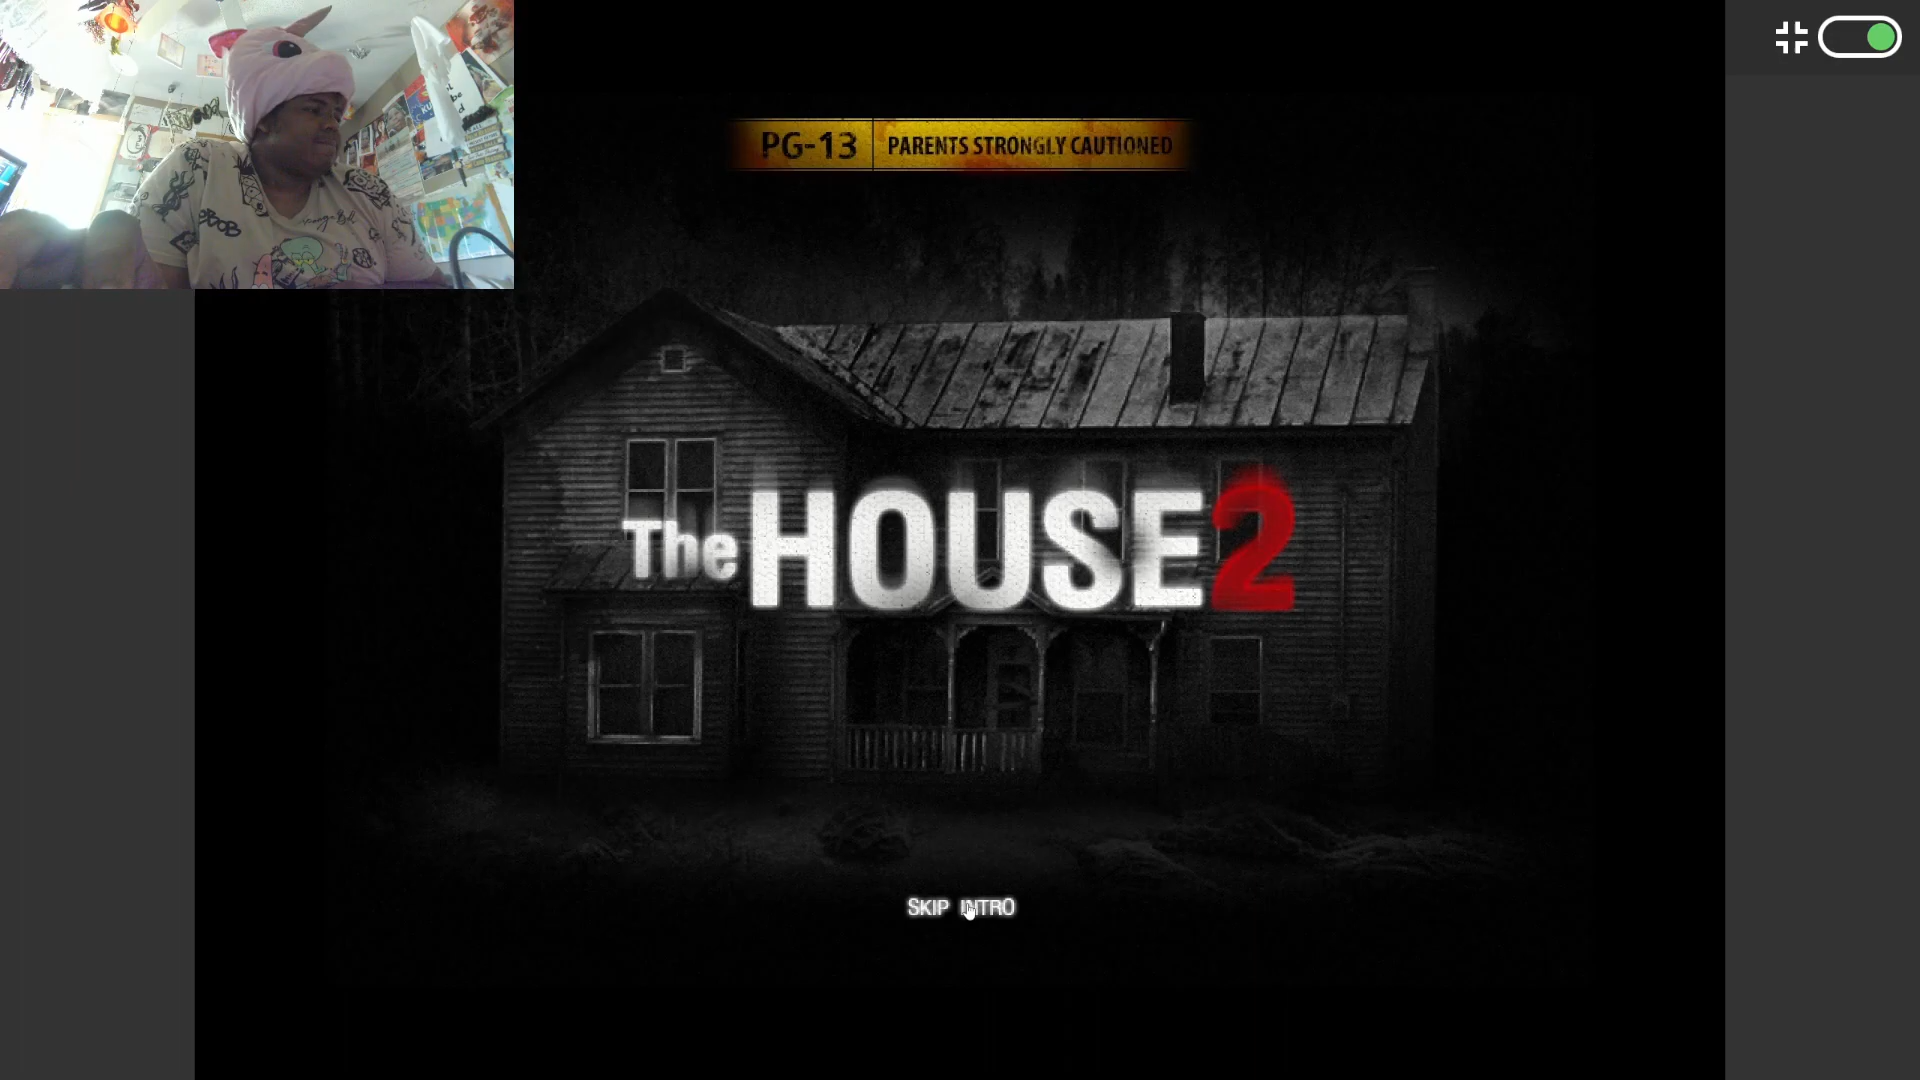 PG-13 PARENTS STRONGLY CAUTIONED
The HOUSE 2
SKIP INTRO